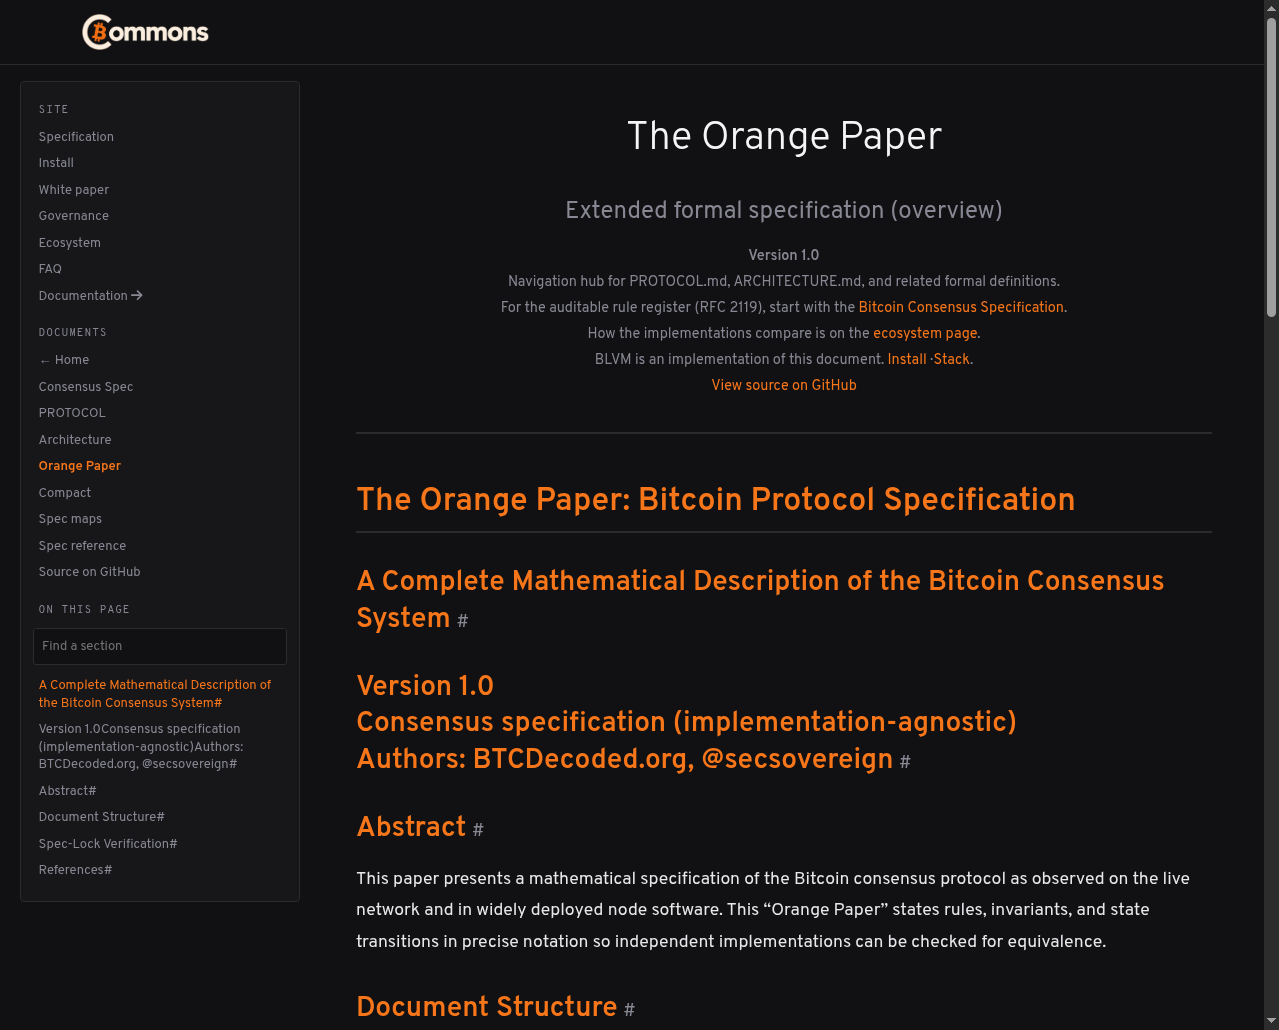 Commons
SITE
Specification
Install
White paper
Governance
Ecosystem
FAQ
Documentation →
DOCUMENTS
← Home
Consensus Spec
PROTOCOL
Architecture
Orange Paper
Compact
Spec maps
Spec reference
Source on GitHub
ON THIS PAGE
Find a section
A Complete Mathematical Description of
the Bitcoin Consensus System#
Version 1.0Consensus specification
(implementation-agnostic)Authors:
BTCDecoded.org, @secsovereign#
Abstract#
Document Structure#
Spec-Lock Verification#
References#
The Orange Paper
Extended formal specification (overview)
Version 1.0
Navigation hub for PROTOCOL.md, ARCHITECTURE.md, and related formal definitions.
For the auditable rule register (RFC 2119), start with the Bitcoin Consensus Specification.
How the implementations compare is on the ecosystem page.
BLVM is an implementation of this document. Install ·Stack.
View source on GitHub
The Orange Paper: Bitcoin Protocol Specification
A Complete Mathematical Description of the Bitcoin Consensus
System #
Version 1.0
Consensus specification (implementation-agnostic)
Authors: BTCDecoded.org, @secsovereign #
Abstract #
This paper presents a mathematical specification of the Bitcoin consensus protocol as observed on the live
network and in widely deployed node software. This “Orange Paper” states rules, invariants, and state
transitions in precise notation so independent implementations can be checked for equivalence.
Document Structure #